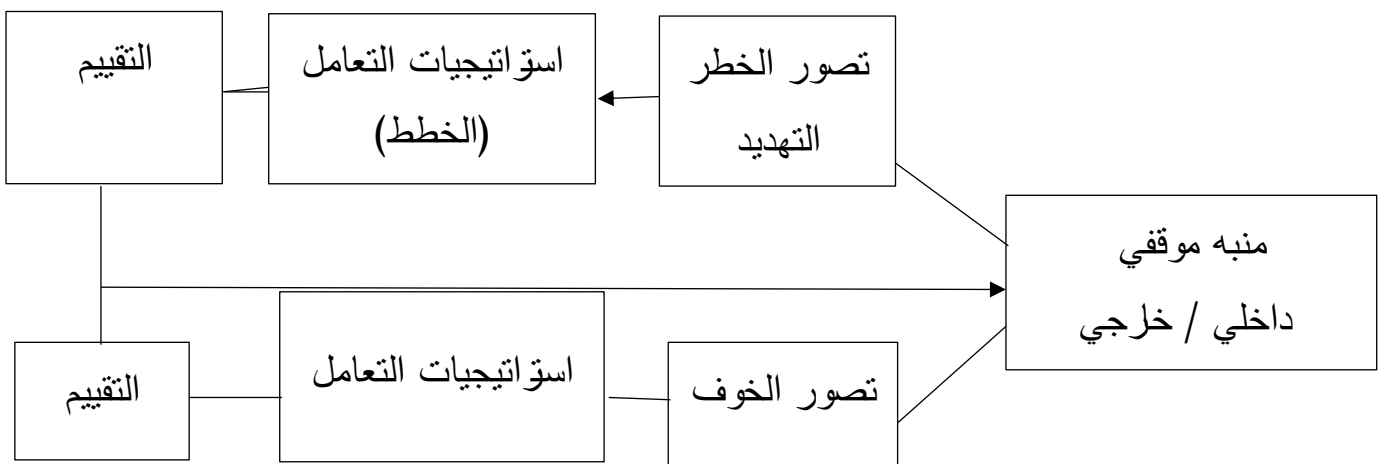 منبه موقفي
داخلي / خارجي
تصور الخطر
التهديد
استراتيجيات التعامل
(الخطط)
التقييم
تصور الخوف
استراتيجيات التعامل
التقييم